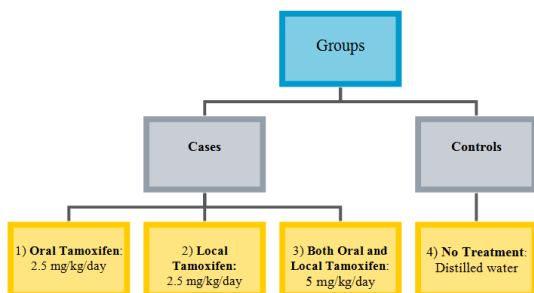 Groups
Cases
Controls
1) Oral Tamoxifen:
2.5 mg/kg/day
2) Local
Tamoxifen:
2.5 mg/kg/day
3) Both Oral and
Local Tamoxifen:
5 mg/kg/day
4) No Treatment:
Distilled water